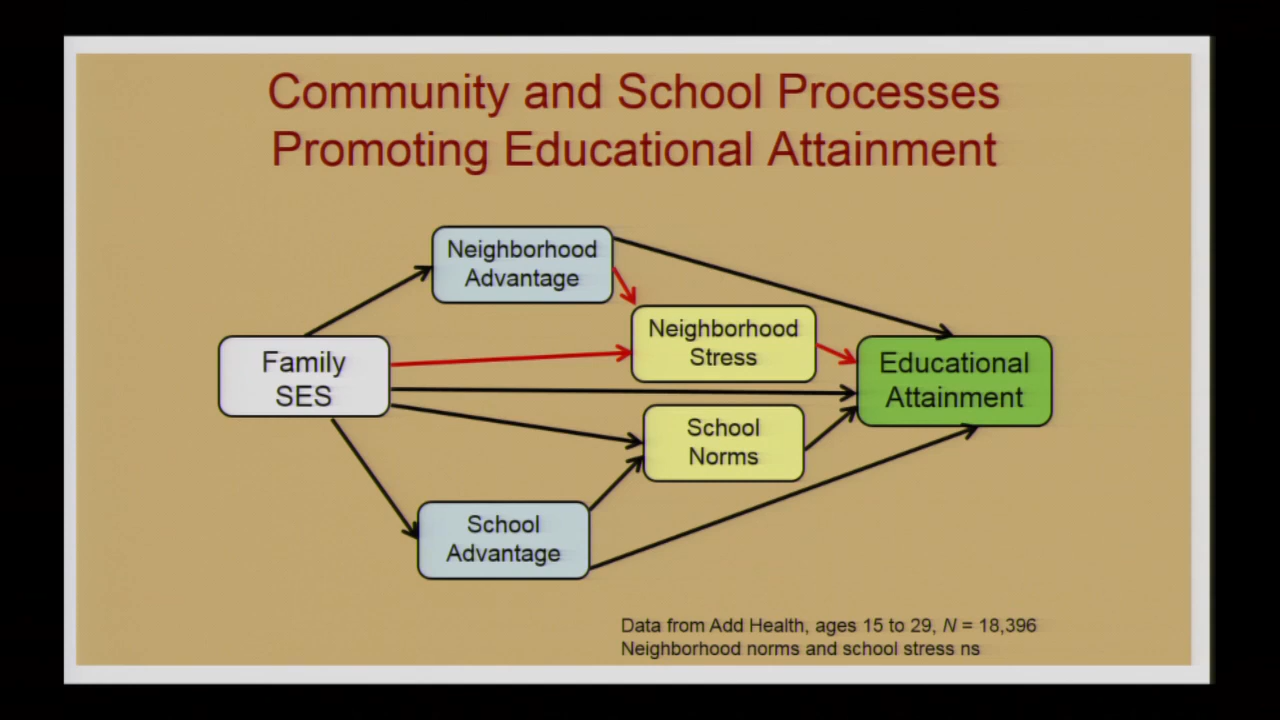 Community and School Processes
Promoting Educational Attainment
Neighborhood
Advantage
Neighborhood
Stress
Family
SES
Educational
Attainment
School
Norms
School
Advantage
Data from Add Health, ages 15 to 29, N = 18,396
Neighborhood norms and school stress ns